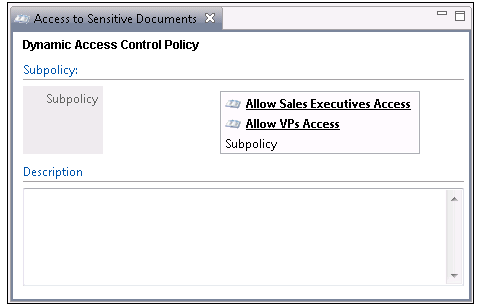 Access to Sensitive Documents
Dynamic Access Control Policy
Subpolicy:
Subpolicy
Allow Sales Executives Access
Allow VPs Access
Subpolicy
Description